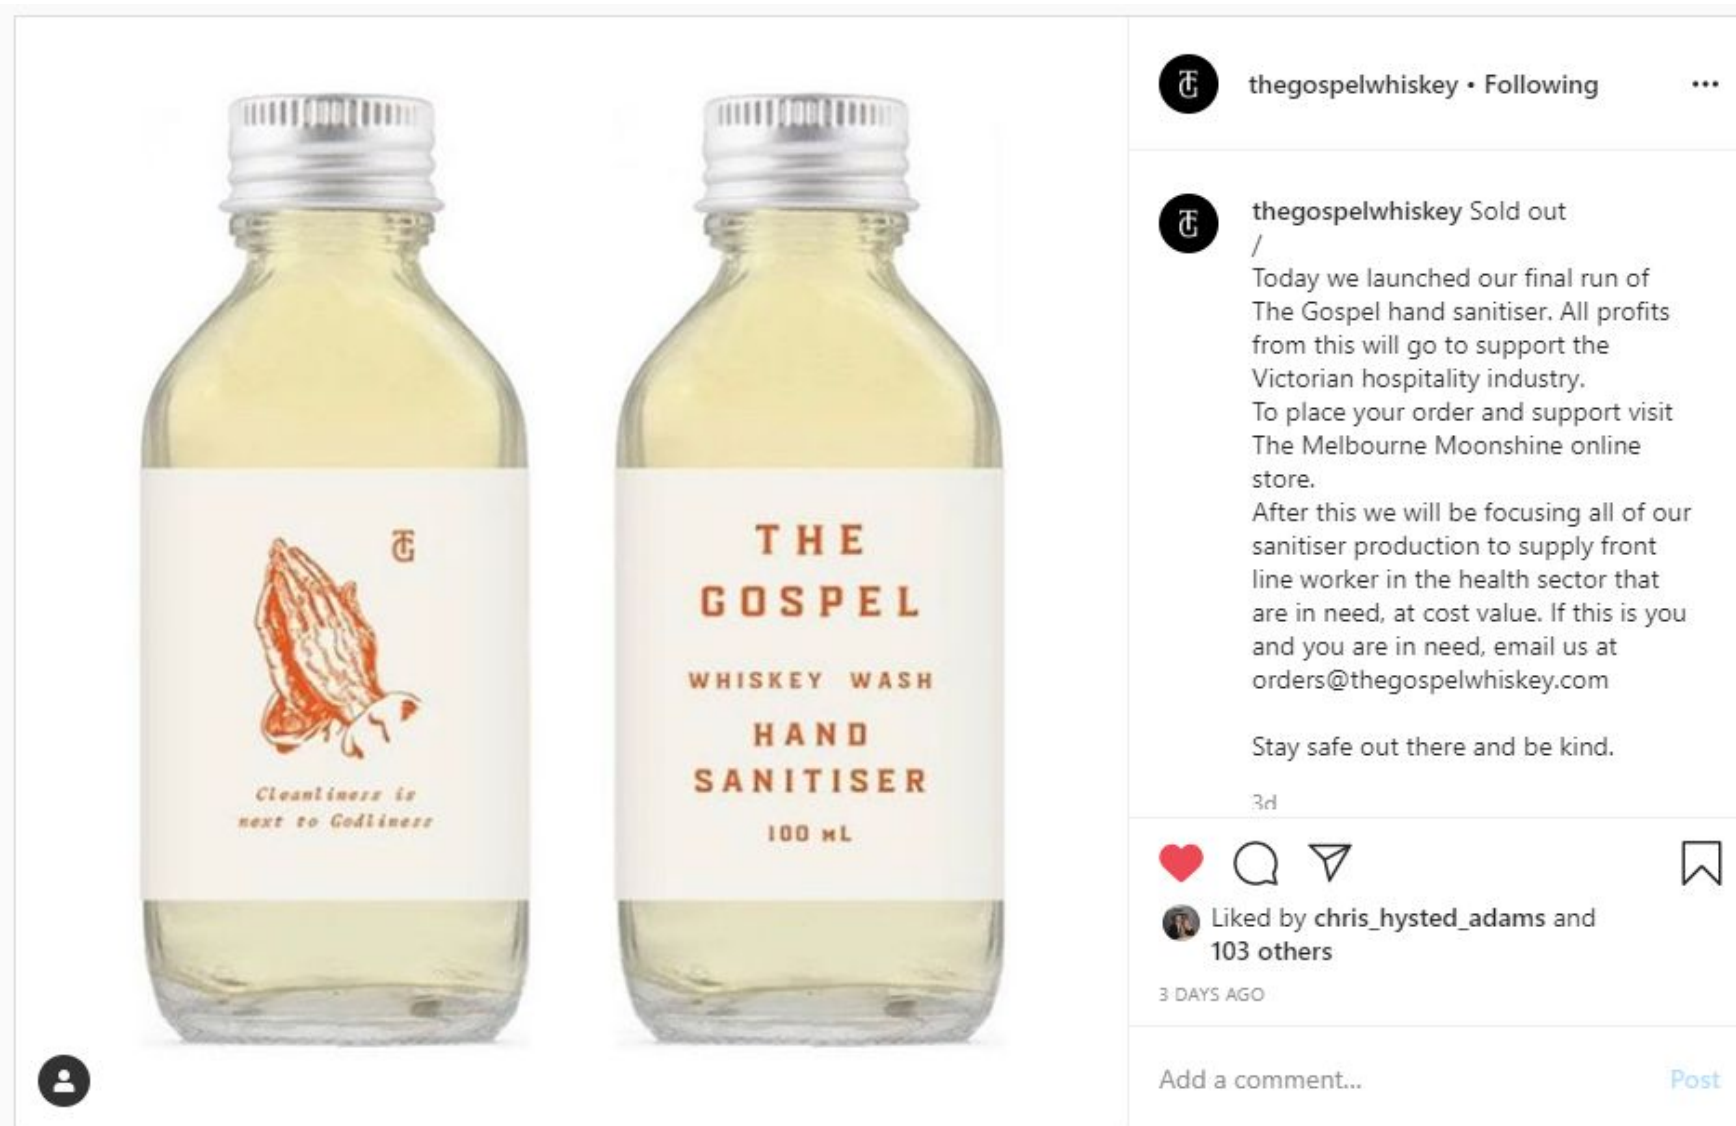 TG
Cleanliness is
next to Godliness
THE
GOSPEL
WHISKEY WASH
HAND
SANITISER
100 mL
TG
thegospelwhiskey • Following
TG
thegospelwhiskey Sold out
/
Today we launched our final run of
The Gospel hand sanitiser. All profits
from this will go to support the
Victorian hospitality industry.
To place your order and support visit
The Melbourne Moonshine online
store.
After this we will be focusing all of our
sanitiser production to supply front
line worker in the health sector that
are in need, at cost value. If this is you
and you are in need, email us at
orders@thegospelwhiskey.com
Stay safe out there and be kind.
3d
Liked by chris_hysted_adams and
103 others
3 DAYS AGO
Add a comment... Post